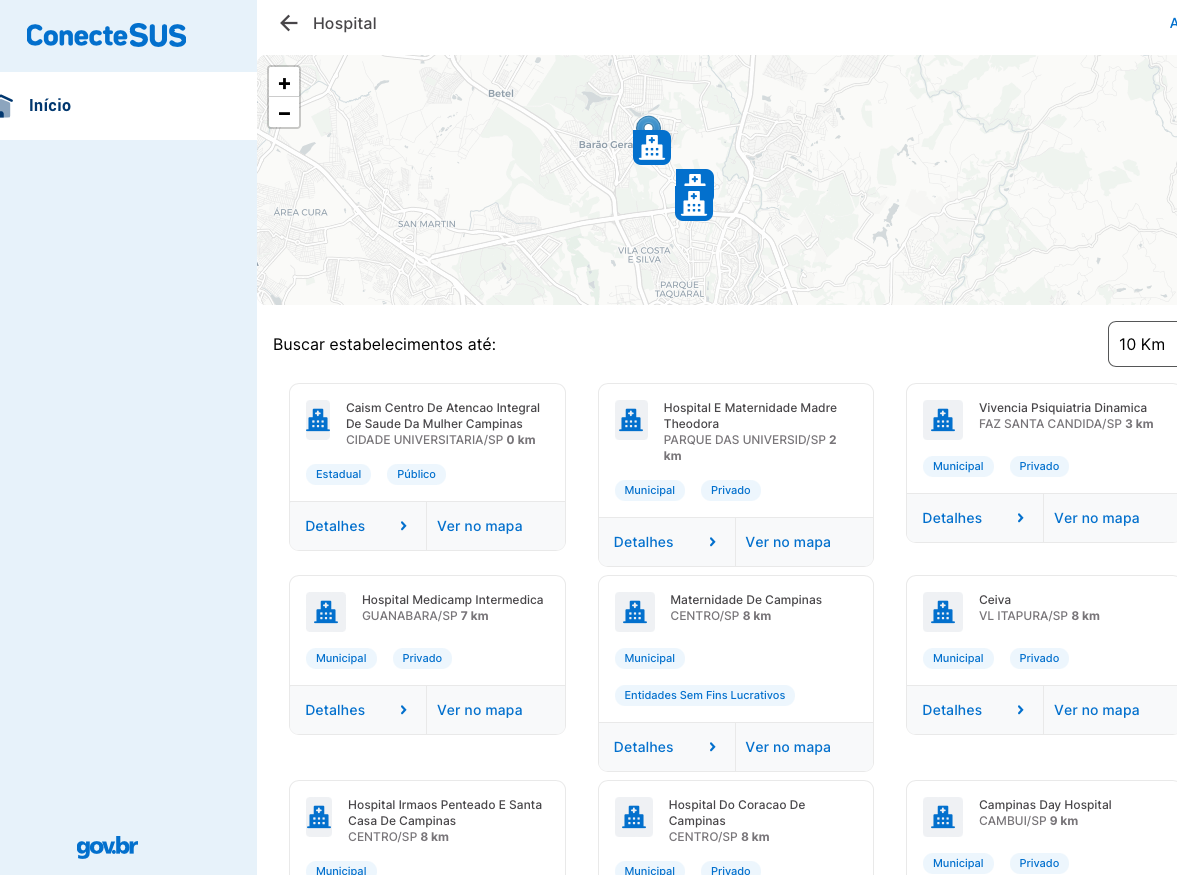 ConecteSUS
Início
Hospital
+
−
Betel
Barão Gera
ÁREA CURA
SAN MARTIN
VILA COSTA
E SILVA
PARQUE
TAQUARAL
Buscar estabelecimentos até:
10 Km
Caism Centro De Atencao Integral
De Saude Da Mulher Campinas
CIDADE UNIVERSITARIA/SP 0 km
Estadual
Público
Detalhes
Ver no mapa
Hospital E Maternidade Madre
Theodora
PARQUE DAS UNIVERSID/SP 2
km
Municipal
Privado
Detalhes
Ver no mapa
Vivencia Psiquiatria Dinamica
FAZ SANTA CANDIDA/SP 3 km
Municipal
Privado
Detalhes
Ver no mapa
Hospital Medicamp Intermedica
GUANABARA/SP 7 km
Municipal
Privado
Detalhes
Ver no mapa
Maternidade De Campinas
CENTRO/SP 8 km
Municipal
Entidades Sem Fins Lucrativos
Detalhes
Ver no mapa
Ceiva
VL ITAPURA/SP 8 km
Municipal
Privado
Detalhes
Ver no mapa
Hospital Irmaos Penteado E Santa
Casa De Campinas
CENTRO/SP 8 km
Municipal
Hospital Do Coracao De
Campinas
CENTRO/SP 8 km
Municipal
Privado
Campinas Day Hospital
CAMBUI/SP 9 km
Municipal
Privado
gov.br